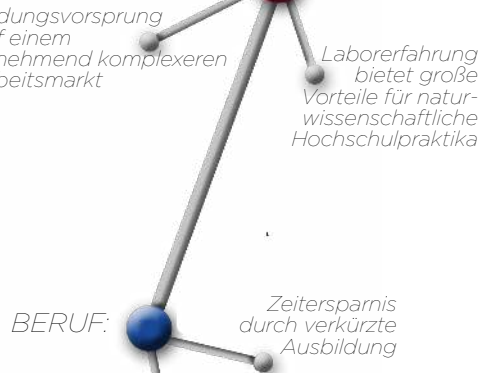 dungsvorsprung
f einem
nehmend komplexeren
beitsmarkt
Laborerfahrung
bietet große
Vorteile für natur-
wissenschaftliche
Hochschulpraktika
BERUF:
Zeitersparnis
durch verkürzte
Ausbildung